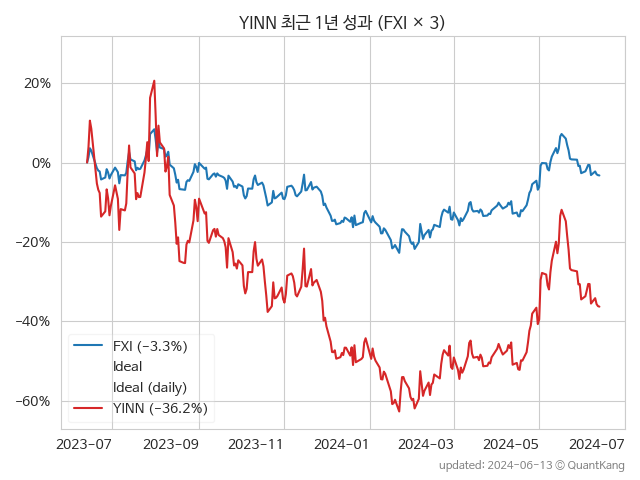 YINN 최근 1년 성과 (FXI × 3)
20%
0%
−20%
−40%
−60%
FXI (−3.3%)
Ideal
Ideal (daily)
YINN (−36.2%)
2023−07 2023−09 2023−11 2024−01 2024−03 2024−05 2024−07
updated: 2024−06−13 ⓒ QuantKang